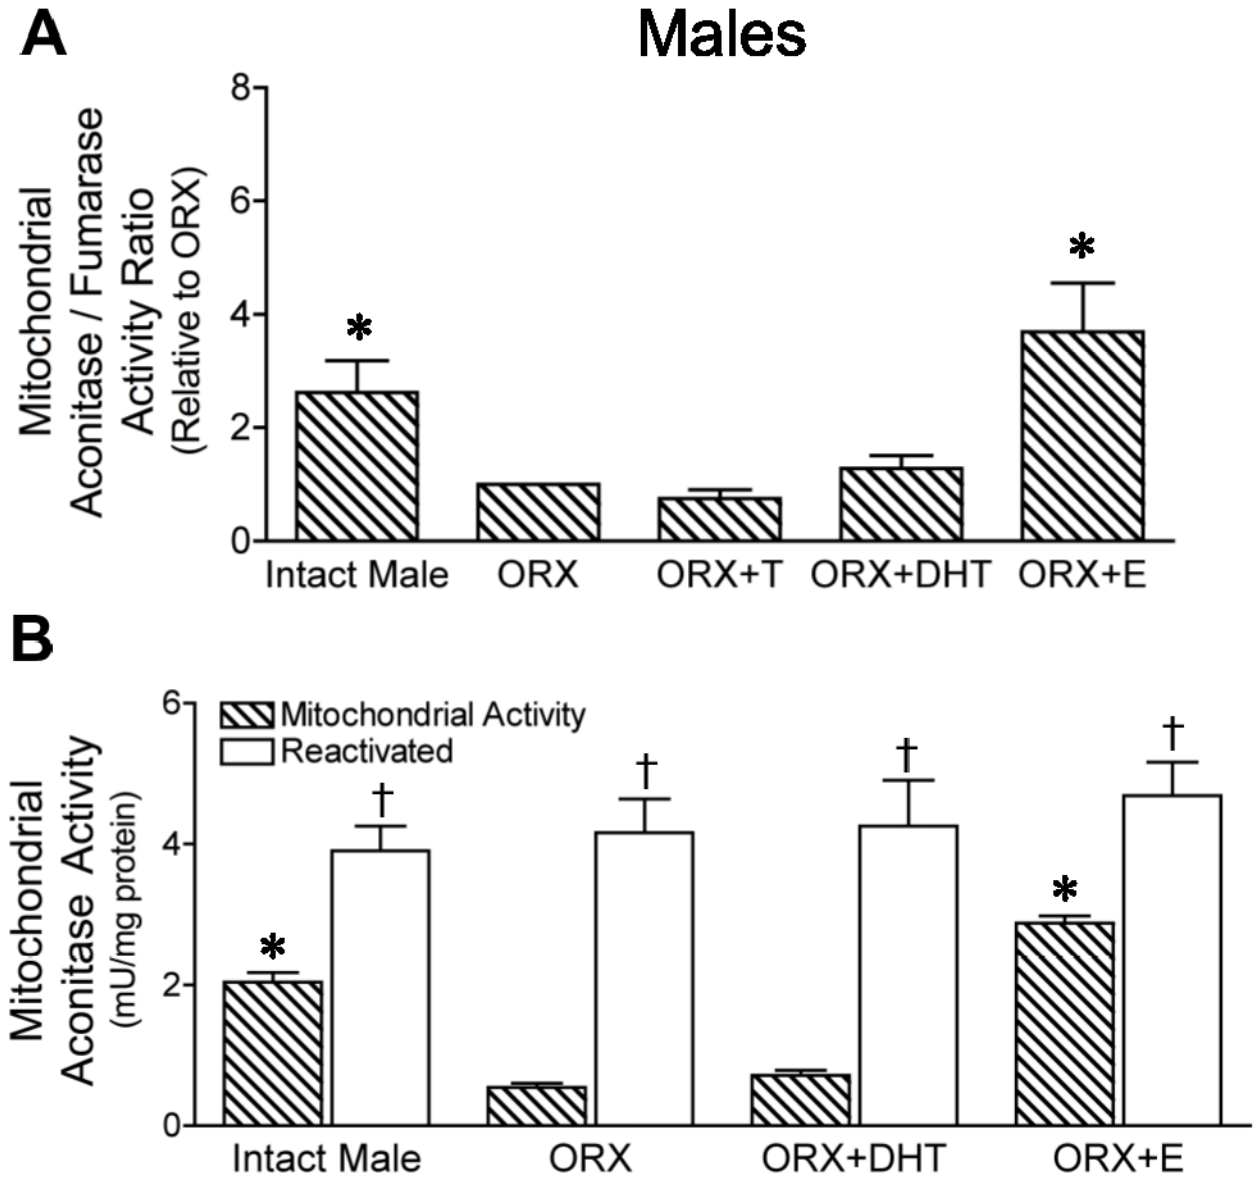 A
Males
Mitochondrial
Aconitase / Fumarase
Activity Ratio
(Relative to ORX)
8
6
4
2
0
*
*
Intact Male
ORX
ORX+T
ORX+DHT
ORX+E
B
Mitochondrial
Aconitase Activity
(mU/mg protein)
6
4
2
0
Mitochondrial Activity
Reactivated
*
†
†
†
*
†
Intact Male
ORX
ORX+DHT
ORX+E